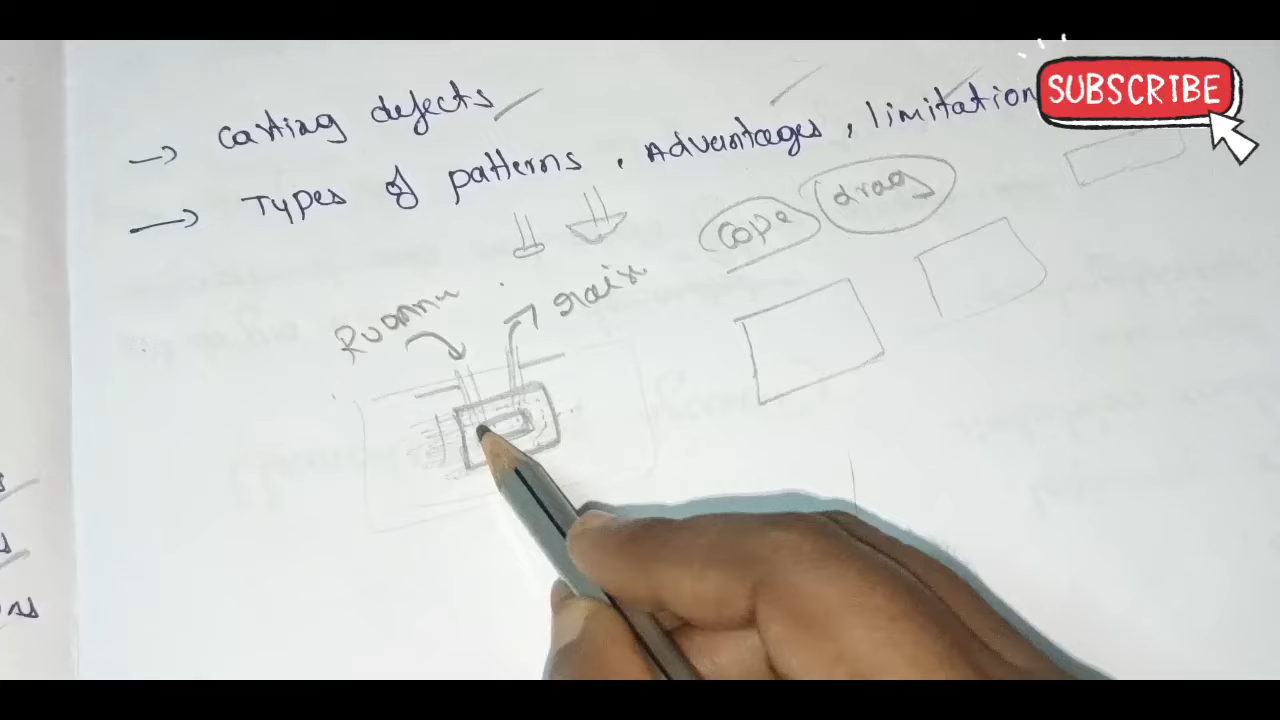 → Casting defects
→ Types of patterns, Advantages, limitation
SUBSCRIBE
cope drag